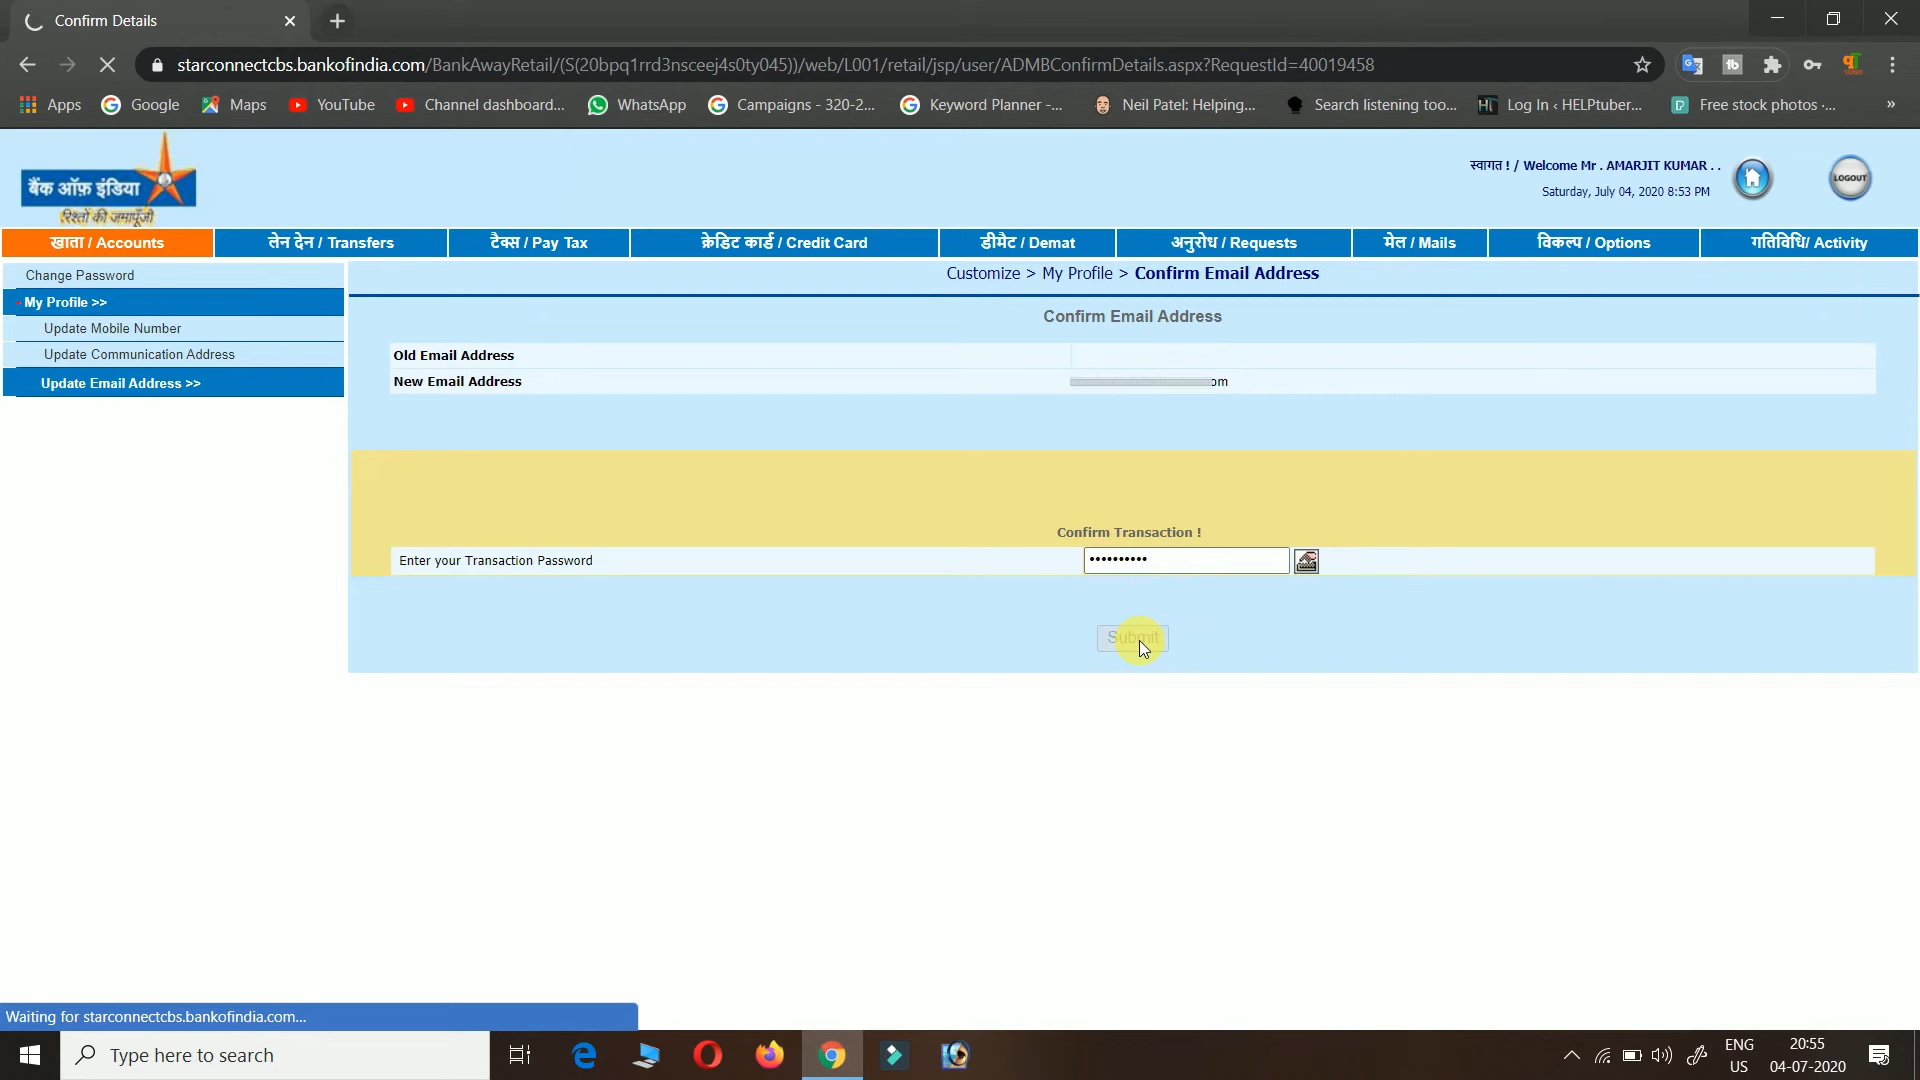 Confirm Details
starconnectcbs.bankofindia.com/BankAwayRetail/(S(20bpq1rrd3nsceej4s0ty045))/web/L001/retail/jsp/user/ADMBConfirmDetails.aspx?RequestId=40019458
Apps Google Maps YouTube Channel dashboard... WhatsApp Campaigns - 320-2... Keyword Planner -... Neil Patel: Helping... Search listening too... Log In ‹ HELPtuber... Free stock photos ·... »
बैंक ऑफ़ इंडिया
रिश्तों की जमापूँजी
स्वागत ! / Welcome Mr . AMARJIT KUMAR . .
Saturday, July 04, 2020 8:53 PM
LOGOUT
खाता / Accounts लेन देन / Transfers टैक्स / Pay Tax क्रेडिट कार्ड / Credit Card डीमैट / Demat अनुरोध / Requests मेल / Mails विकल्प / Options गतिविधि/ Activity
Change Password
My Profile >>
Update Mobile Number
Update Communication Address
Update Email Address >>
Customize > My Profile > Confirm Email Address
Confirm Email Address
Old Email Address
New Email Address om
Confirm Transaction !
Enter your Transaction Password ••••••••••
Submit
Waiting for starconnectcbs.bankofindia.com...
Type here to search
ENG
US
20:55
04-07-2020